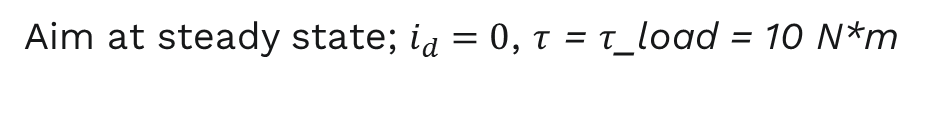 Aim at steady state; i_d = 0, τ = τ_load = 10 N*m